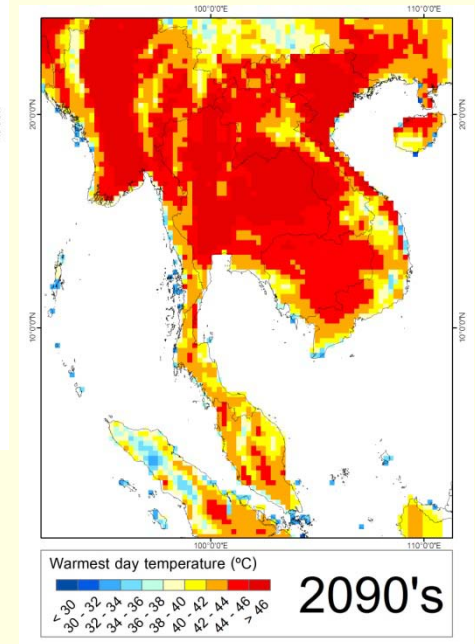 100°0'0"E 110°0'0"E
20°0'0"N 20°0'0"N
10°0'0"N 10°0'0"N
100°0'0"E 110°0'0"E
Warmest day temperature (ºC)
< 30 30 - 32 32 - 34 34 - 36 36 - 38 38 - 40 40 - 42 42 - 44 44 - 46 > 46
2090's